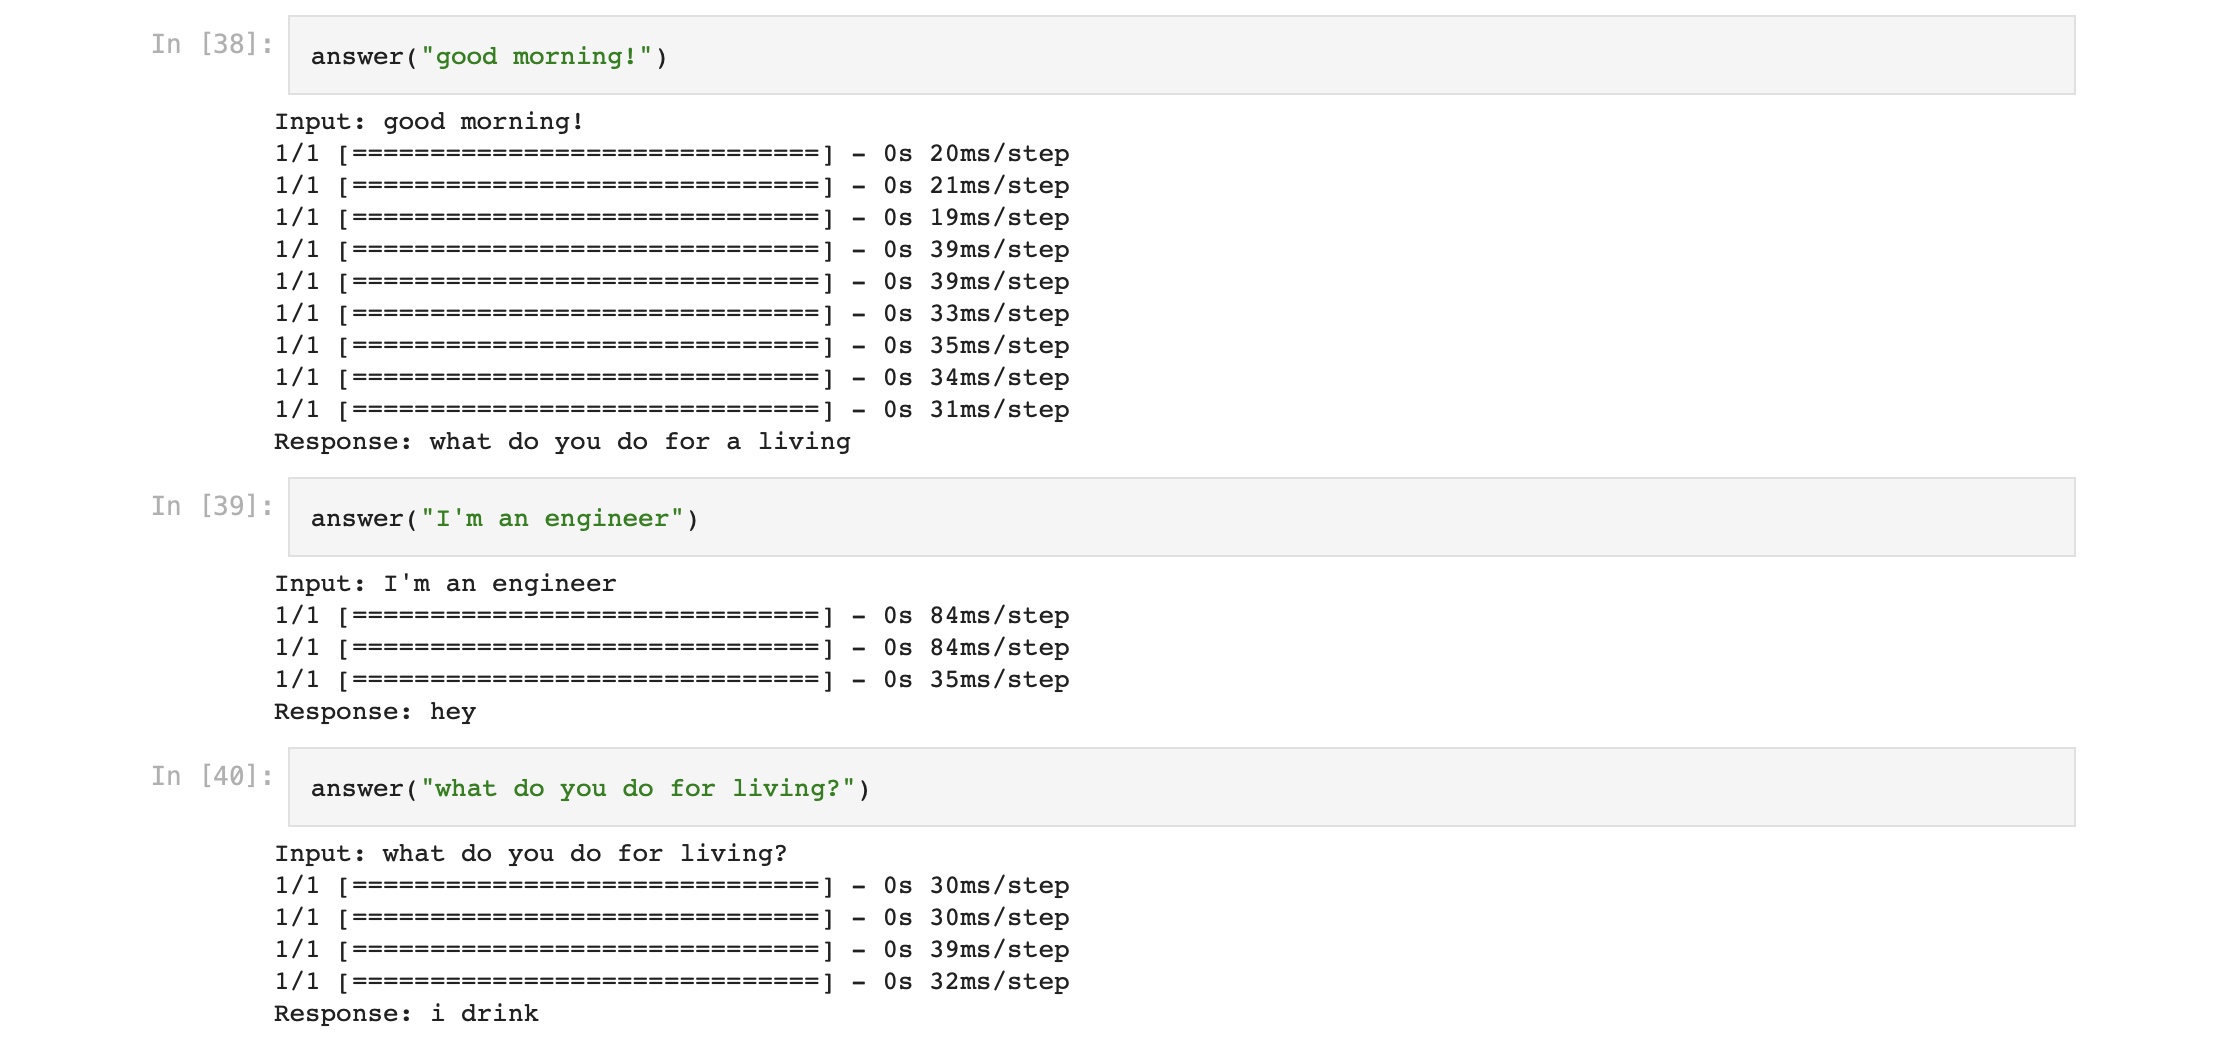 In [38]: answer("good morning!")
Input: good morning!
1/1 [==============================] - 0s 20ms/step
1/1 [==============================] - 0s 21ms/step
1/1 [==============================] - 0s 19ms/step
1/1 [==============================] - 0s 39ms/step
1/1 [==============================] - 0s 39ms/step
1/1 [==============================] - 0s 33ms/step
1/1 [==============================] - 0s 35ms/step
1/1 [==============================] - 0s 34ms/step
1/1 [==============================] - 0s 31ms/step
Response: what do you do for a living
In [39]: answer("I'm an engineer")
Input: I'm an engineer
1/1 [==============================] - 0s 84ms/step
1/1 [==============================] - 0s 84ms/step
1/1 [==============================] - 0s 35ms/step
Response: hey
In [40]: answer("what do you do for living?")
Input: what do you do for living?
1/1 [==============================] - 0s 30ms/step
1/1 [==============================] - 0s 30ms/step
1/1 [==============================] - 0s 39ms/step
1/1 [==============================] - 0s 32ms/step
Response: i drink